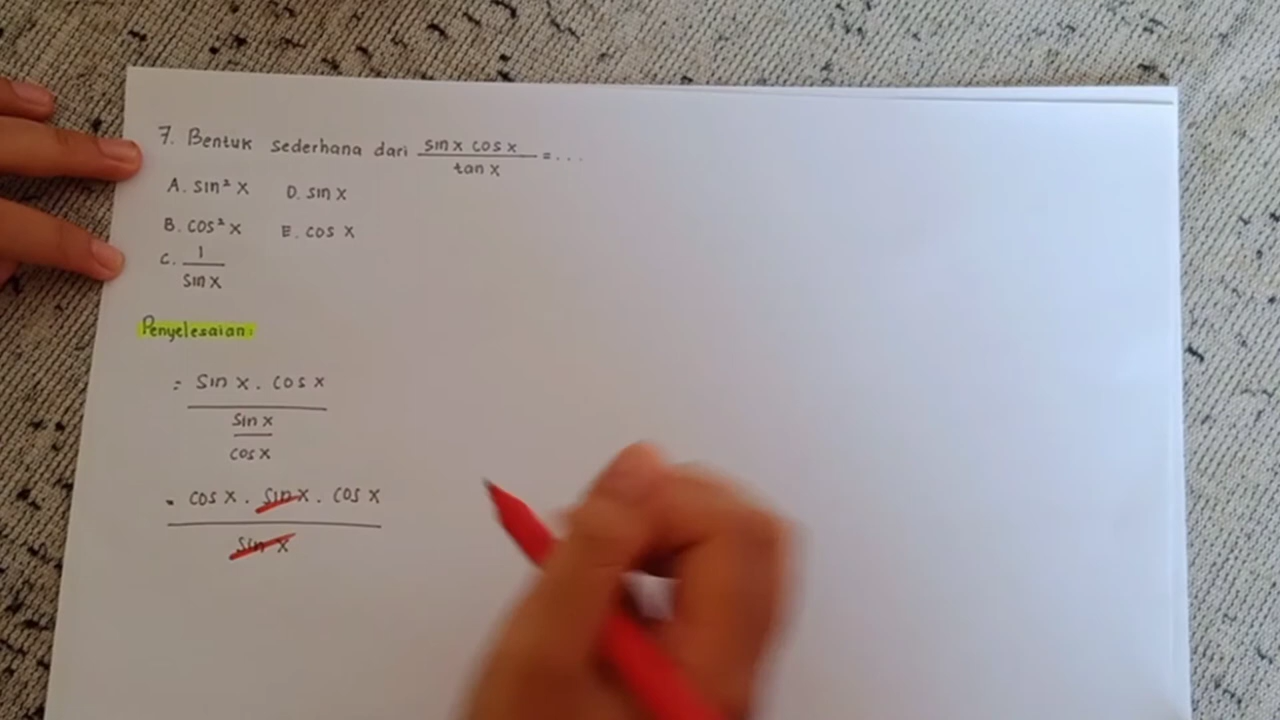 7. Bentuk sederhana dari sin x cos x / tan x = ...
A. sin² x D. sin x
B. cos² x E. cos x
C. 1 / sin x
Penyelesaian:
= sin x . cos x
sin x
cos x
= cos x . sin x . cos x
sin x